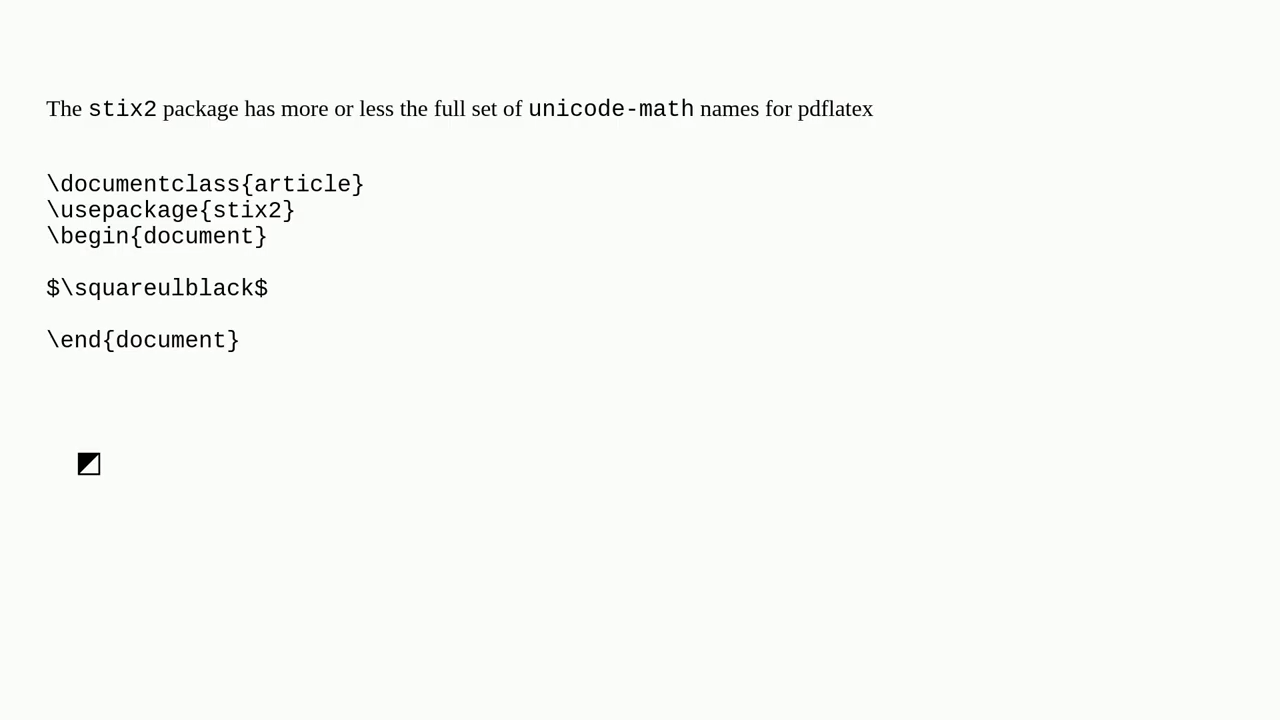 The stix2 package has more or less the full set of unicode-math names for pdflatex
\documentclass{article}
\usepackage{stix2}
\begin{document}
$\squareulblack$
\end{document}
◩